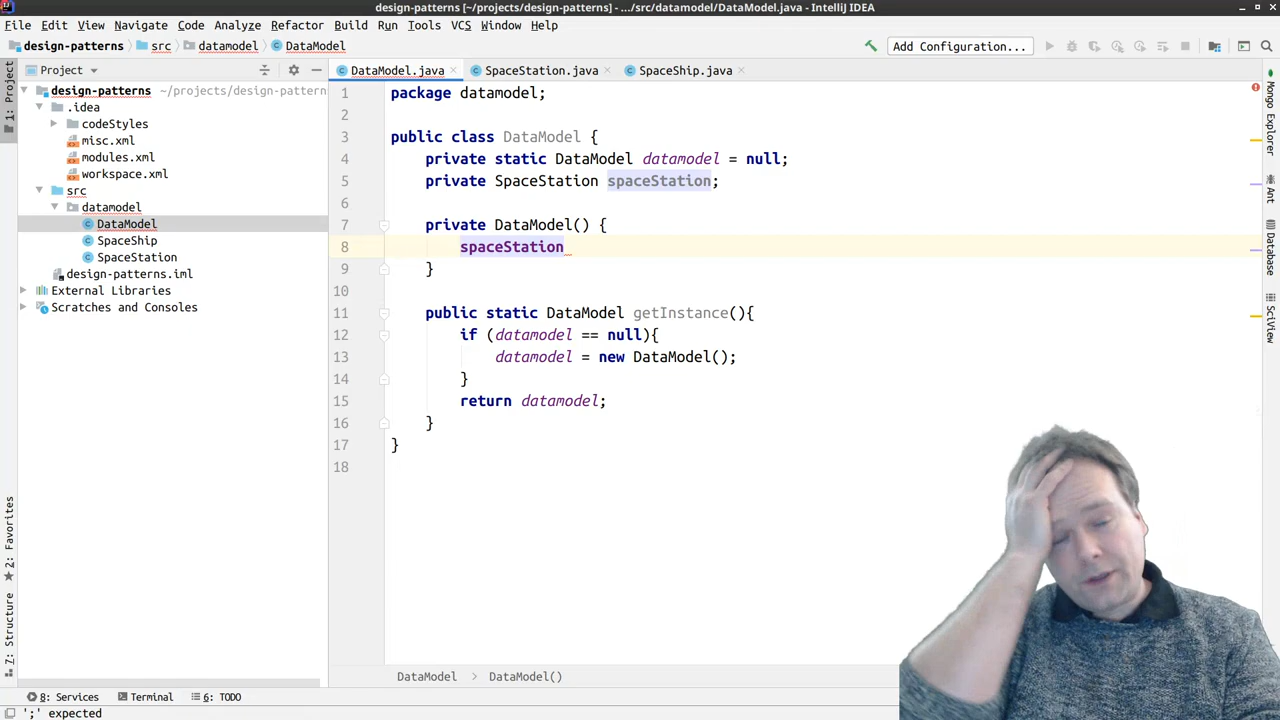 design-patterns [~/projects/design-patterns] - .../src/datamodel/DataModel.java - IntelliJ IDEA
File Edit View Navigate Code Analyze Refactor Build Run Tools VCS Window Help
design-patterns src datamodel DataModel
Add Configuration...
Project
DataModel.java SpaceStation.java SpaceShip.java
1: Project
design-patterns ~/projects/design-pattern
.idea
codeStyles
misc.xml
modules.xml
workspace.xml
src
datamodel
DataModel
SpaceShip
SpaceStation
design-patterns.iml
External Libraries
Scratches and Consoles
2: Favorites
7: Structure
1 package datamodel;
2
3 public class DataModel {
4 private static DataModel datamodel = null;
5 private SpaceStation spaceStation;
6
7 private DataModel() {
8 spaceStation
9 }
10
11 public static DataModel getInstance(){
12 if (datamodel == null){
13 datamodel = new DataModel();
14 }
15 return datamodel;
16 }
17 }
18
Mongo Explorer
Ant
Database
SciView
DataModel > DataModel()
8: Services Terminal 6: TODO
';' expected